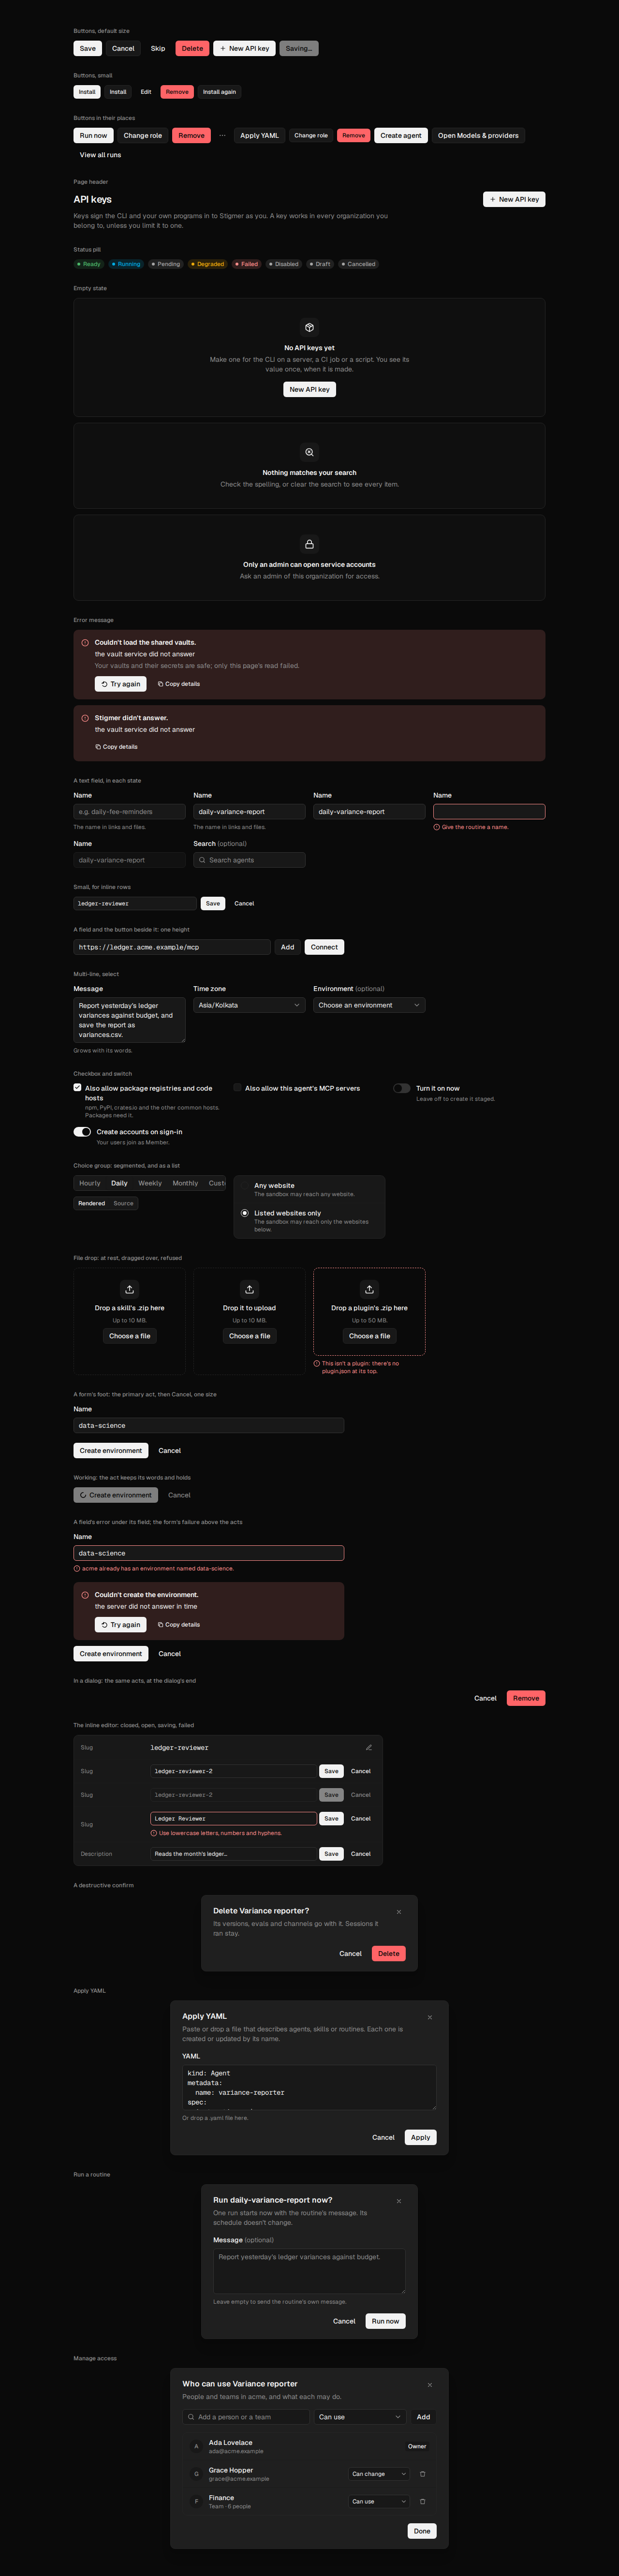 Buttons, default size
Save
Cancel
Skip
Delete
New API key
Saving...
Buttons, small
Install
Install
Edit
Remove
Install again
Buttons in their places
Run now
Change role
Remove
Apply YAML
Change role
Remove
Create agent
Open Models & providers
View all runs
Page header
API keys
New API key
Keys sign the CLI and your own programs in to Stigmer as you. A key works in every organization you
belong to, unless you limit it to one.
Status pill
Ready
Running
Pending
Degraded
Failed
Disabled
Draft
Cancelled
Empty state
No API keys yet
Make one for the CLI on a server, a CI job or a script. You see its
value once, when it is made.
New API key
Nothing matches your search
Check the spelling, or clear the search to see every item.
Only an admin can open service accounts
Ask an admin of this organization for access.
Error message
Couldn't load the shared vaults.
the vault service did not answer
Your vaults and their secrets are safe; only this page's read failed.
Try again
Copy details
Stigmer didn't answer.
the vault service did not answer
Copy details
A text field, in each state
Name
Name
Name
Name
e.g. daily-fee-reminders
daily-variance-report
daily-variance-report
The name in links and files.
The name in links and files.
Give the routine a name.
Name
Search (optional)
daily-variance-report
Search agents
Small, for inline rows
ledger-reviewer
Save
Cancel
A field and the button beside it: one height
https://ledger.acme.example/mcp
Add
Connect
Multi-line, select
Message
Time zone
Environment (optional)
Report yesterday's ledger
variances against budget, and
save the report as
variances.csv.
Asia/Kolkata
Choose an environment
Grows with its words.
Checkbox and switch
Also allow package registries and code
hosts
npm, PyPI, crates.io and the other common hosts.
Packages need it.
Also allow this agent's MCP servers
Turn it on now
Leave off to create it staged.
Create accounts on sign-in
Your users join as Member.
Choice group: segmented, and as a list
Hourly
Daily
Weekly
Monthly
Custo
Rendered
Source
Any website
The sandbox may reach any website.
Listed websites only
The sandbox may reach only the websites
below.
File drop: at rest, dragged over, refused
Drop a skill's .zip here
Up to 10 MB.
Choose a file
Drop it to upload
Up to 10 MB.
Choose a file
Drop a plugin's .zip here
Up to 50 MB.
Choose a file
This isn't a plugin: there's no
plugin.json at its top.
A form's foot: the primary act, then Cancel, one size
Name
data-science
Create environment
Cancel
Working: the act keeps its words and holds
Create environment
Cancel
A field's error under its field; the form's failure above the acts
Name
data-science
acme already has an environment named data-science.
Couldn't create the environment.
the server did not answer in time
Try again
Copy details
Create environment
Cancel
In a dialog: the same acts, at the dialog's end
Cancel
Remove
The inline editor: closed, open, saving, failed
Slug
ledger-reviewer
Slug
ledger-reviewer-2
Save
Cancel
Slug
ledger-reviewer-2
Save
Cancel
Slug
Ledger Reviewer
Save
Cancel
Use lowercase letters, numbers and hyphens.
Description
Reads the month's ledger...
Save
Cancel
A destructive confirm
Delete Variance reporter?
Its versions, evals and channels go with it. Sessions it
ran stay.
Cancel
Delete
Apply YAML
Apply YAML
Paste or drop a file that describes agents, skills or routines. Each one is
created or updated by its name.
YAML
kind: Agent
metadata:
name: variance-reporter
spec:
Or drop a .yaml file here.
Cancel
Apply
Run a routine
Run daily-variance-report now?
One run starts now with the routine's message. Its
schedule doesn't change.
Message (optional)
Report yesterday's ledger variances against budget.
Leave empty to send the routine's own message.
Cancel
Run now
Manage access
Who can use Variance reporter
People and teams in acme, and what each may do.
Add a person or a team
Can use
Add
A
Ada Lovelace
ada@acme.example
Owner
G
Grace Hopper
grace@acme.example
Can change
F
Finance
Team · 6 people
Can use
Done